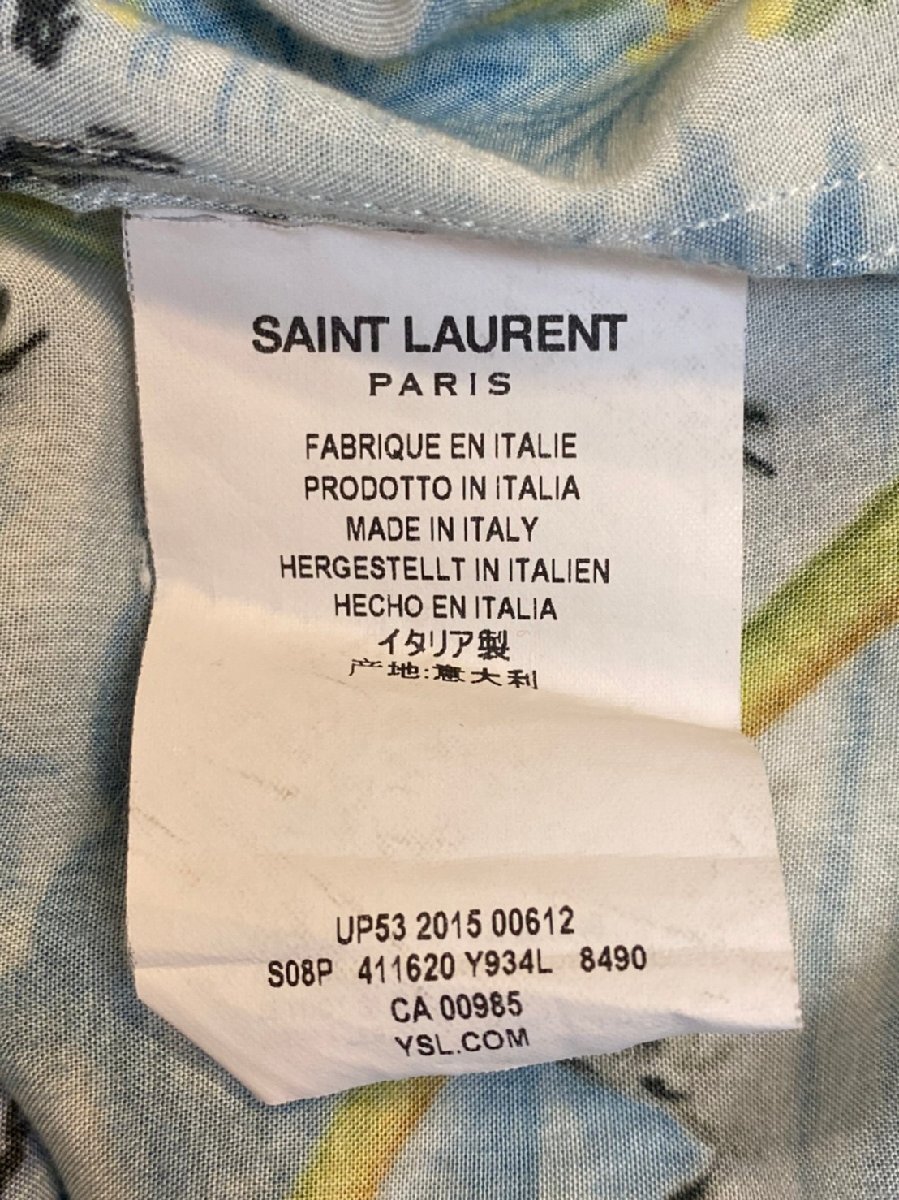 SAINT LAURENT
PARIS
FABRIQUE EN ITALIE
PRODOTTO IN ITALIA
MADE IN ITALY
HERGESTELLT IN ITALIEN
HECHO EN ITALIA
イタリア製
产地:意大利
UP53 2015 00612
S08P 411620 Y934L 8490
CA 00985
YSL.COM